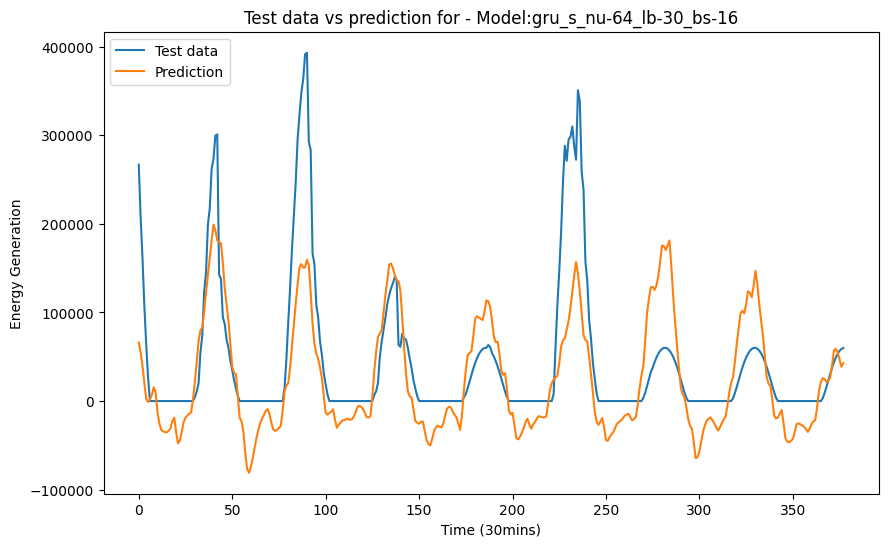 Test data vs prediction for - Model:gru_s_nu-64_lb-30_bs-16
Test data
Prediction
400000
300000
200000
100000
0
−100000
Energy Generation
0 50 100 150 200 250 300 350
Time (30mins)